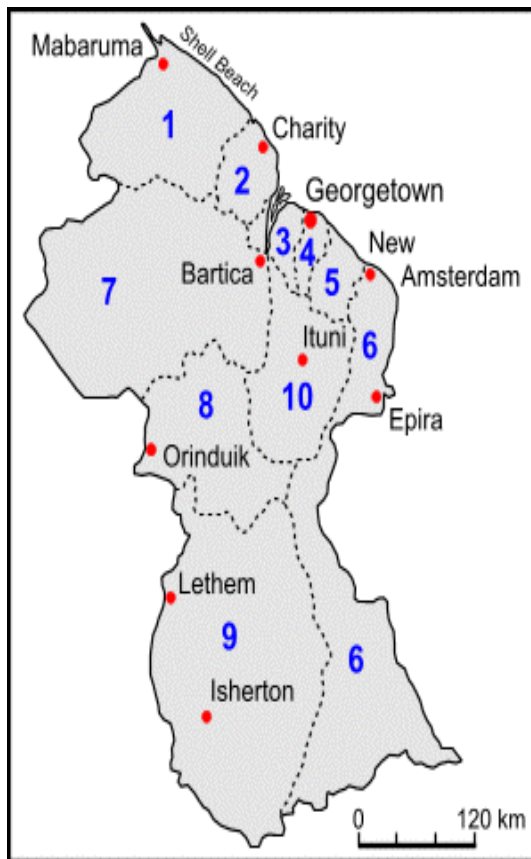 Mabaruma
Shell Beach
1
Charity
2
Georgetown
3
4
New
Amsterdam
Bartica
5
7
Ituni
6
10
8
Epira
Orinduik
Lethem
9
6
Isherton
0
120 km